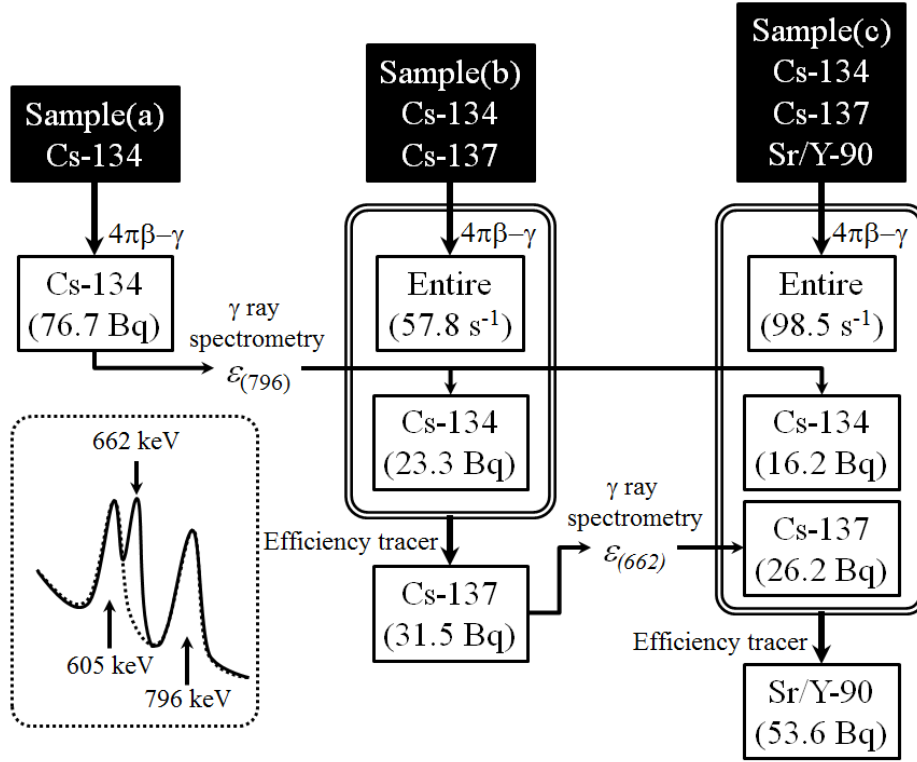 Sample(a)
Cs-134
4πβ–γ
Cs-134
(76.7 Bq)
γ ray
spectrometry
ε(796)
Sample(b)
Cs-134
Cs-137
4πβ–γ
Entire
(57.8 s⁻¹)
Cs-134
(23.3 Bq)
Efficiency tracer
Cs-137
(31.5 Bq)
γ ray
spectrometry
ε(662)
Sample(c)
Cs-134
Cs-137
Sr/Y-90
4πβ–γ
Entire
(98.5 s⁻¹)
Cs-134
(16.2 Bq)
Cs-137
(26.2 Bq)
Efficiency tracer
Sr/Y-90
(53.6 Bq)
662 keV
605 keV
796 keV